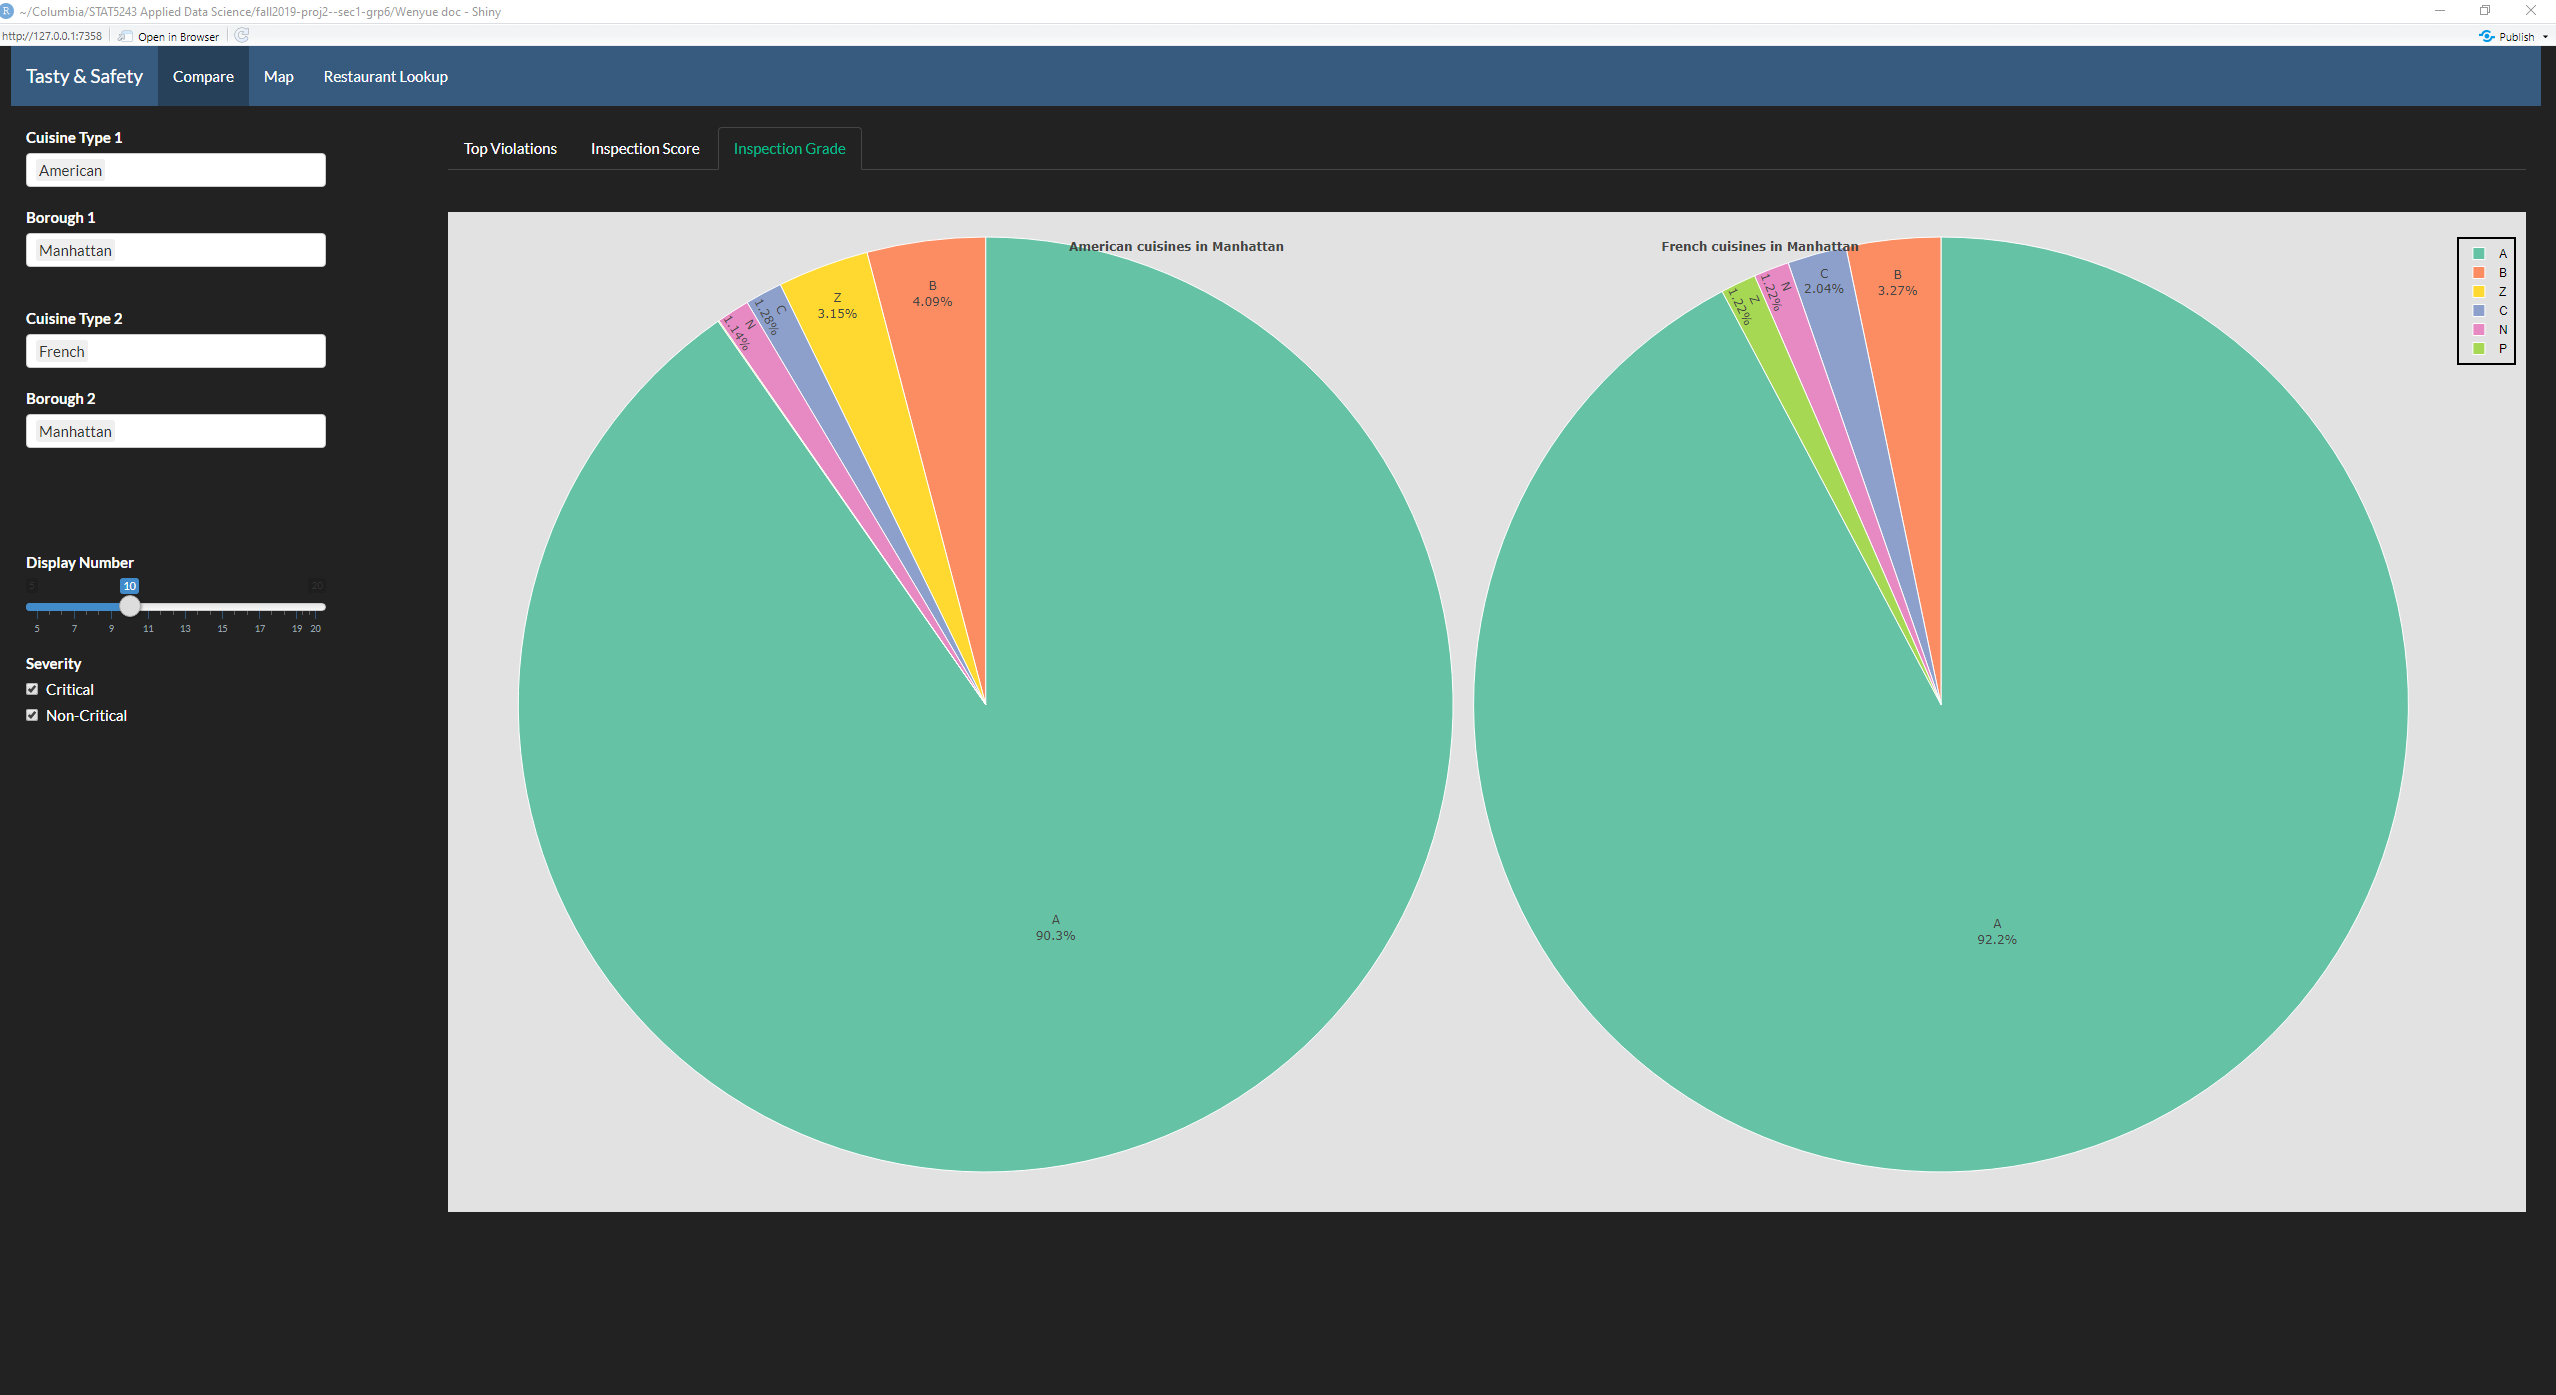 R ~/Columbia/STAT5243 Applied Data Science/fall2019-proj2--sec1-grp6/Wenyue doc - Shiny
http://127.0.0.1:7358 Open in Browser Publish
Tasty & Safety Compare Map Restaurant Lookup
Cuisine Type 1
American
Borough 1
Manhattan
Cuisine Type 2
French
Borough 2
Manhattan
Display Number
5 10 20
5 7 9 11 13 15 17 19 20
Severity
Critical
Non-Critical
Top Violations Inspection Score Inspection Grade
American cuisines in Manhattan
N
1.14%
C
1.28%
Z
3.15%
B
4.09%
A
90.3%
French cuisines in Manhattan
Z
1.22%
N
1.22%
C
2.04%
B
3.27%
A
92.2%
A
B
Z
C
N
P